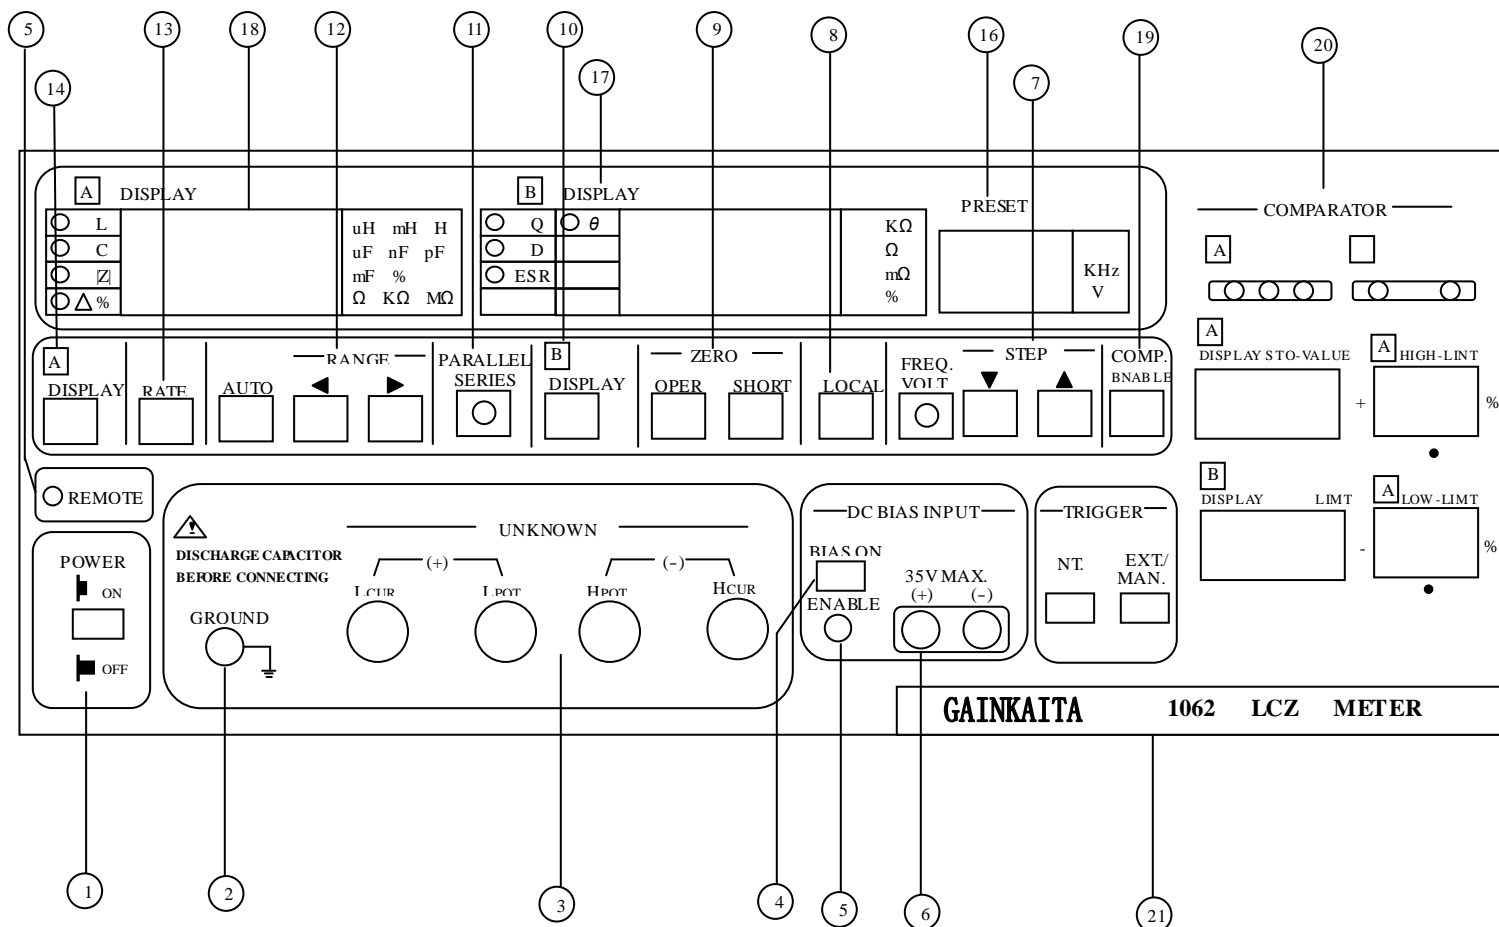 5 13 18 12 11 10 9 8 16 19 20
14 17 7
A DISPLAY B DISPLAY PRESET COMPARATOR
L uH mH H Q θ KΩ A
C uF nF pF D Ω
|Z| mF % ESR mΩ KHz
△ % Ω KΩ MΩ % V
A RANGE PARALLEL B ZERO FREQ. STEP COMP. A DISPLAY STO-VALUE A HIGH-LINT
DISPLAY RATE AUTO ◀ ▶ SERIES DISPLAY OPER SHORT LOCAL VOLT ▼ ▲ BNABLE
+ %
REMOTE
B DISPLAY LIMT A LOW-LIMT
- %
POWER
ON
OFF
DISCHARGE CAPACITOR
BEFORE CONNECTING
GROUND
UNKNOWN
(+) (-)
LCUR LPOT HPOT HCUR
DC BIAS INPUT
BIAS ON
ENABLE
35V MAX.
(+) (-)
TRIGGER
NT. EXT./
MAN.
GAINKAITA 1062 LCZ METER
1 2 3 4 5 6 21